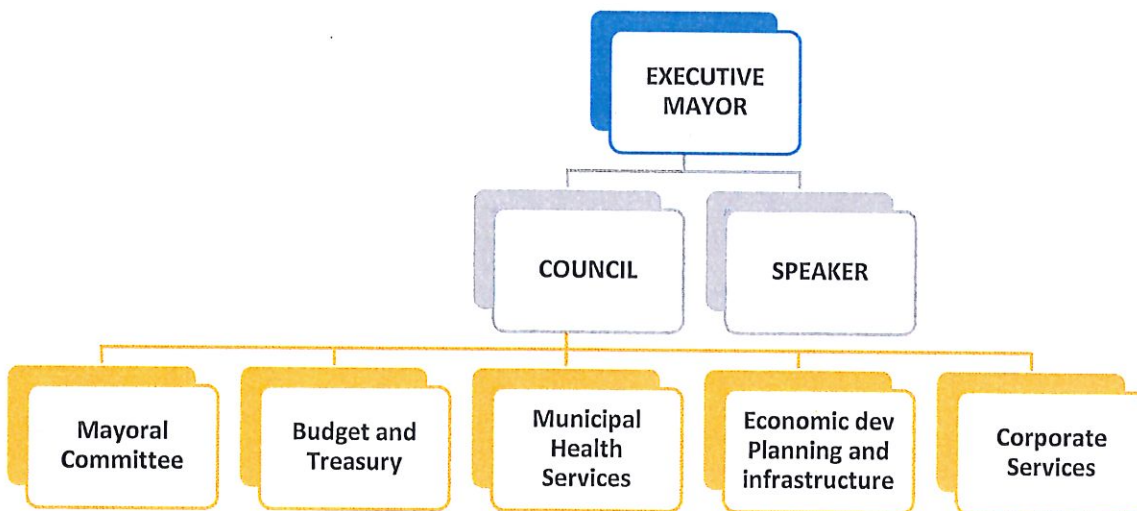 EXECUTIVE
MAYOR
COUNCIL
SPEAKER
Mayoral
Committee
Budget and
Treasury
Municipal
Health
Services
Economic dev
Planning and
infrastructure
Corporate
Services